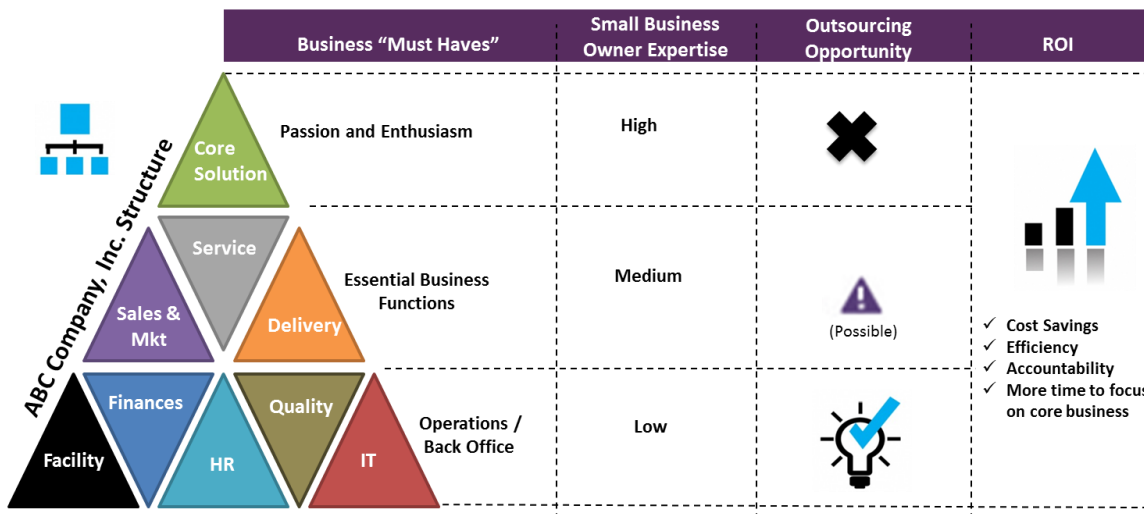 Business “Must Haves”
Small Business
Owner Expertise
Outsourcing
Opportunity
ROI
ABC Company, Inc. Structure
Core
Solution
Passion and Enthusiasm
High
Service
Sales &
Mkt
Delivery
Essential Business
Functions
Medium
(Possible)
Facility
Finances
HR
Quality
IT
Operations /
Back Office
Low
✓ Cost Savings
✓ Efficiency
✓ Accountability
✓ More time to focus
on core business